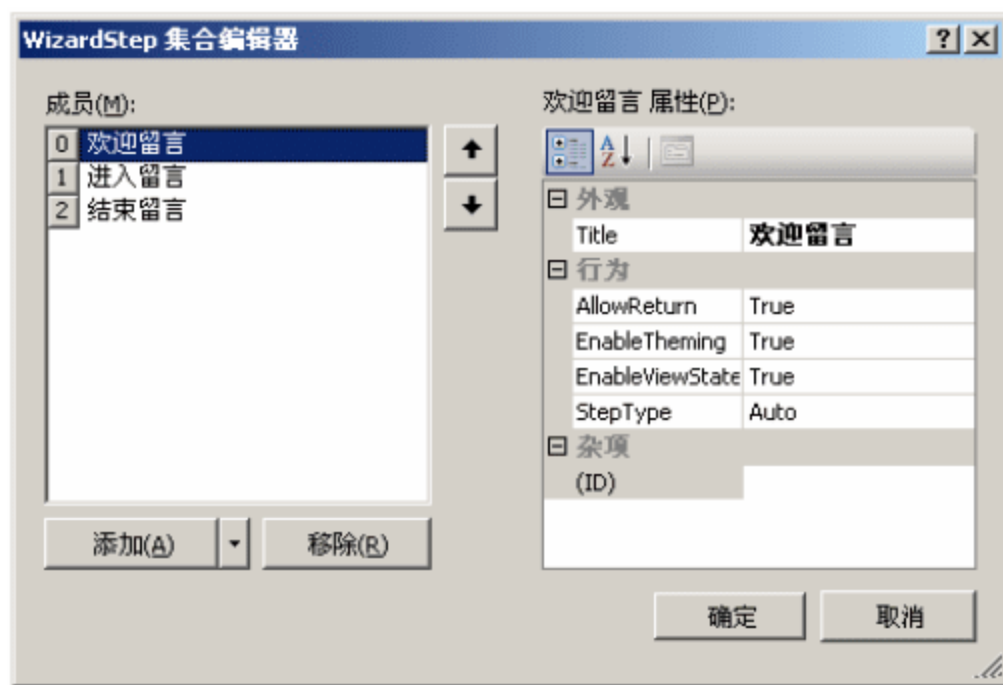 WizardStep 集合编辑器
成员(M):
0 欢迎留言
1 进入留言
2 结束留言
添加(A)
移除(R)
欢迎留言 属性(P):
外观
Title 欢迎留言
行为
AllowReturn True
EnableTheming True
EnableViewState True
StepType Auto
杂项
(ID)
确定
取消